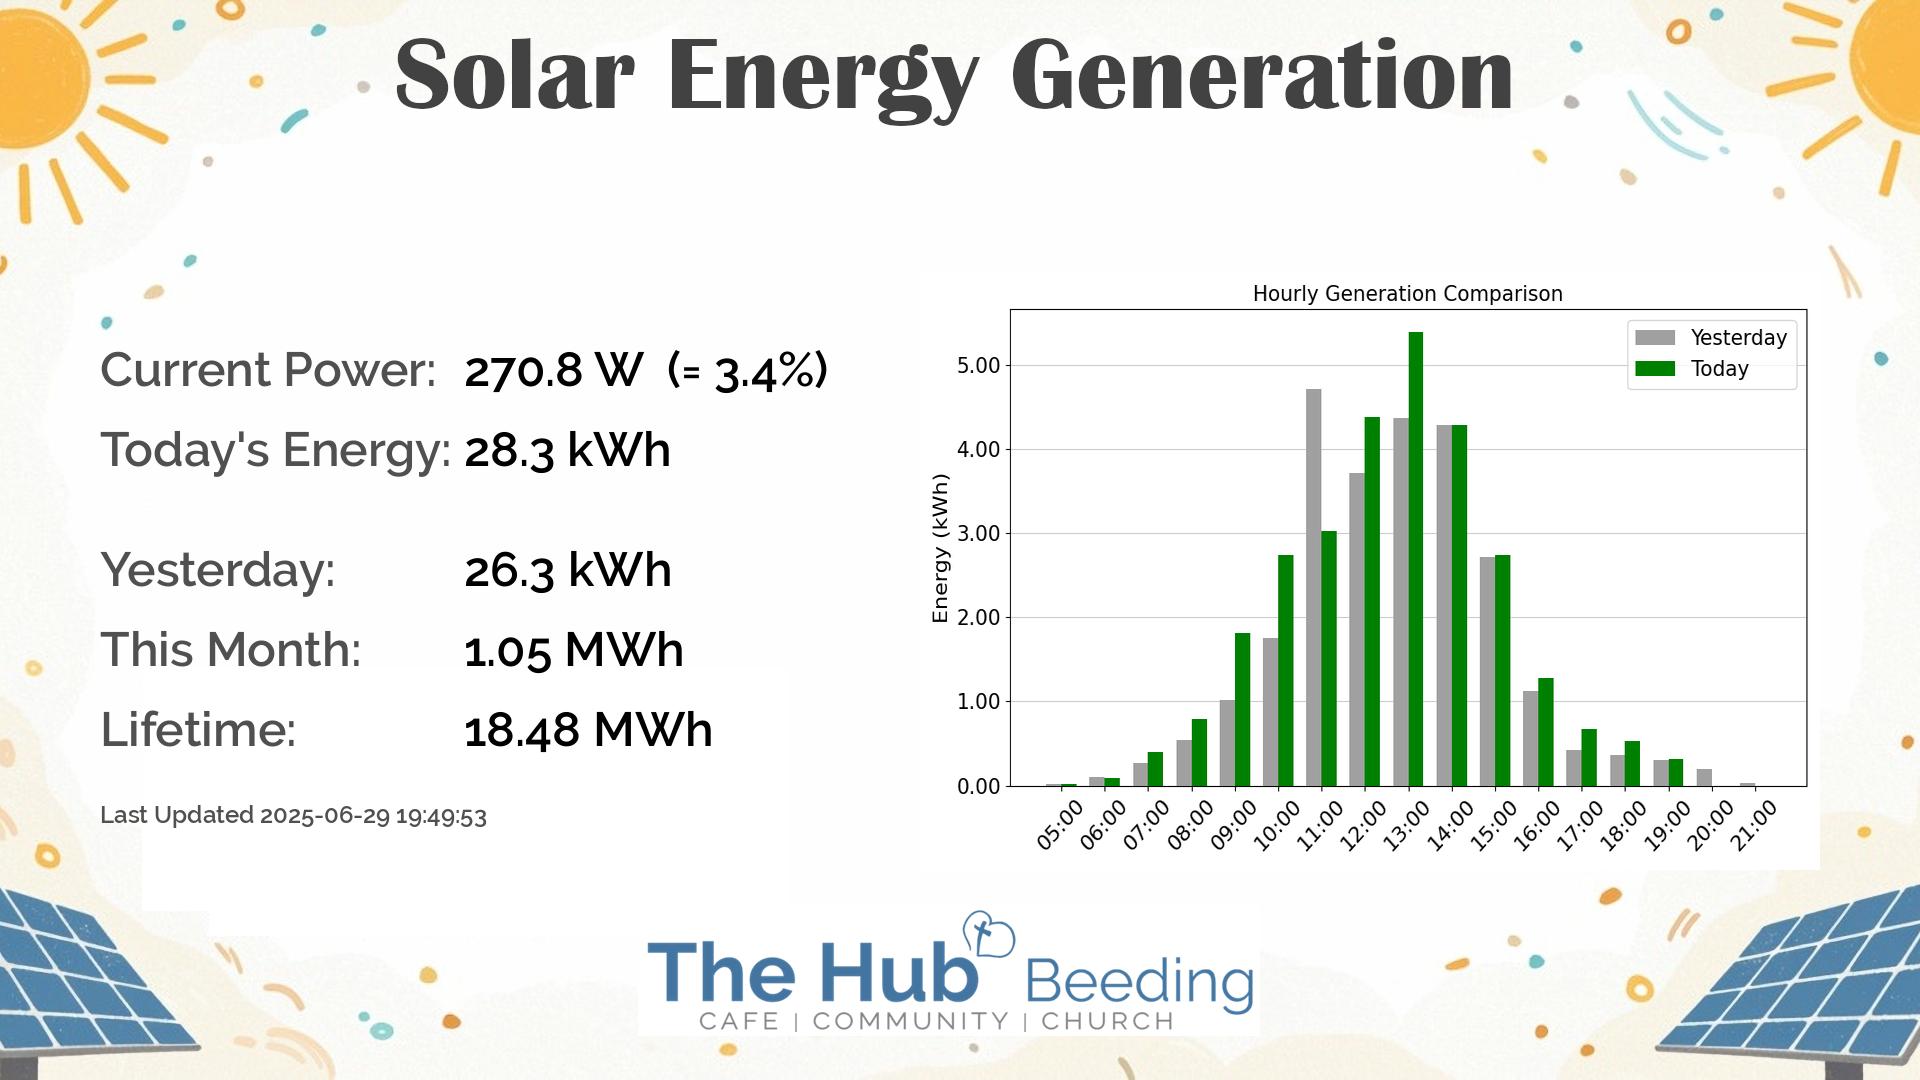 Solar Energy Generation
Current Power: 270.8 W (= 3.4%)
Today's Energy: 28.3 kWh
Yesterday: 26.3 kWh
This Month: 1.05 MWh
Lifetime: 18.48 MWh
Last Updated 2025-06-29 19:49:53
Hourly Generation Comparison
Yesterday
Today
Energy (kWh)
5.00
4.00
3.00
2.00
1.00
0.00
05:00 06:00 07:00 08:00 09:00 10:00 11:00 12:00 13:00 14:00 15:00 16:00 17:00 18:00 19:00 20:00 21:00
The Hub Beeding
CAFE | COMMUNITY | CHURCH